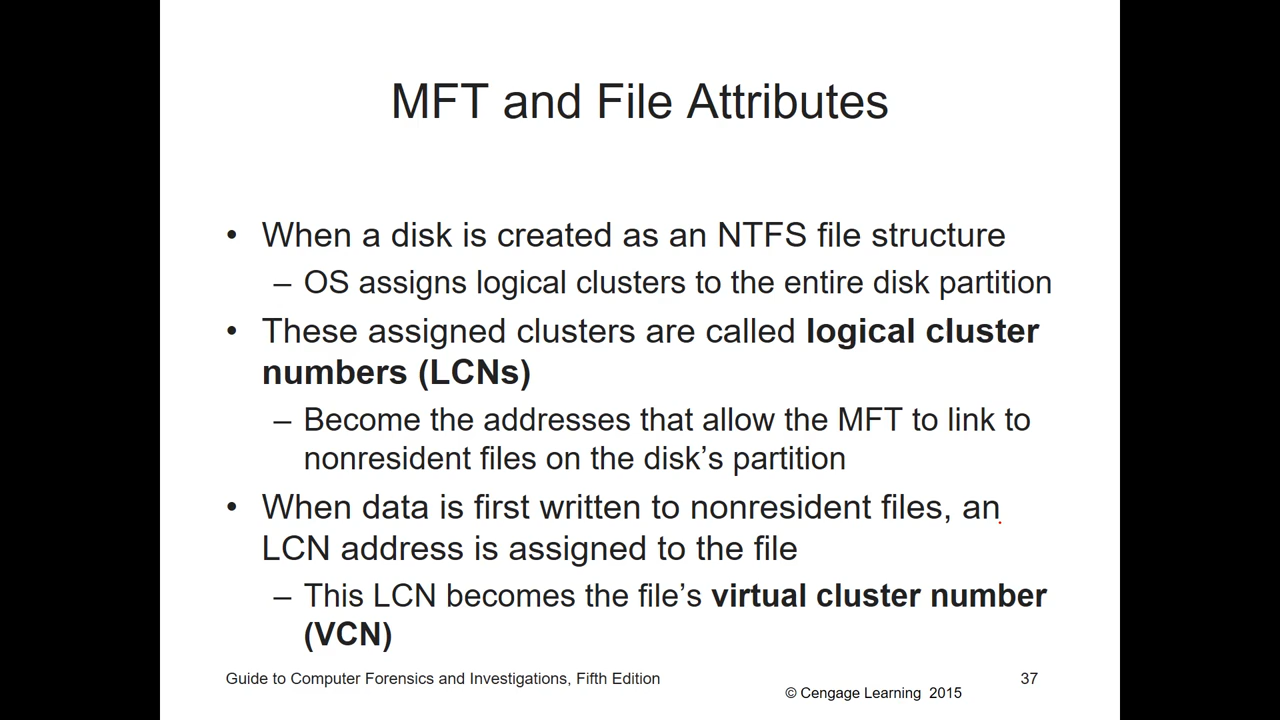 MFT and File Attributes
• When a disk is created as an NTFS file structure
– OS assigns logical clusters to the entire disk partition
• These assigned clusters are called logical cluster
numbers (LCNs)
– Become the addresses that allow the MFT to link to
nonresident files on the disk’s partition
• When data is first written to nonresident files, an
LCN address is assigned to the file
– This LCN becomes the file’s virtual cluster number
(VCN)
Guide to Computer Forensics and Investigations, Fifth Edition 37
© Cengage Learning 2015